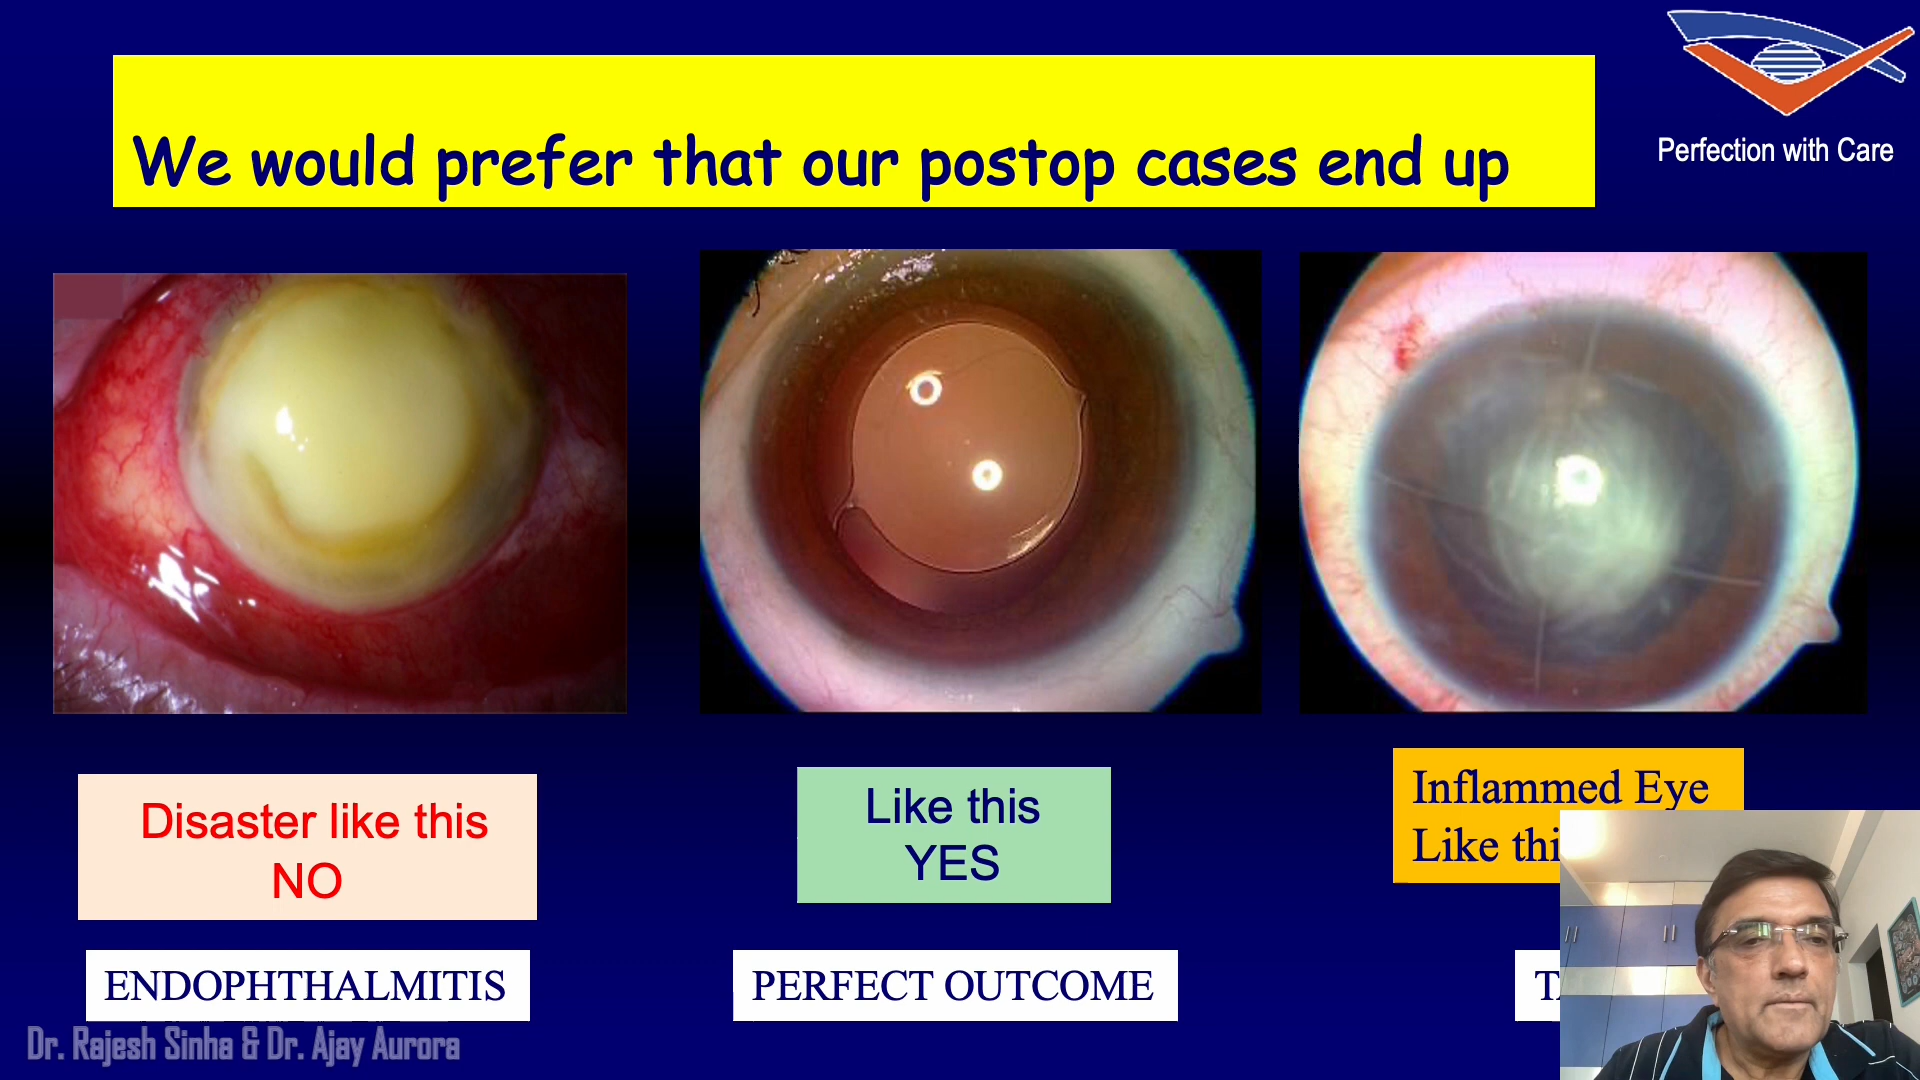 Perfection with Care
We would prefer that our postop cases end up
Disaster like this
NO
Like this
YES
Inflammed Eye
Like
ENDOPHTHALMITIS
PERFECT OUTCOME
Dr. Rajesh Sinha & Dr. Ajay Aurora